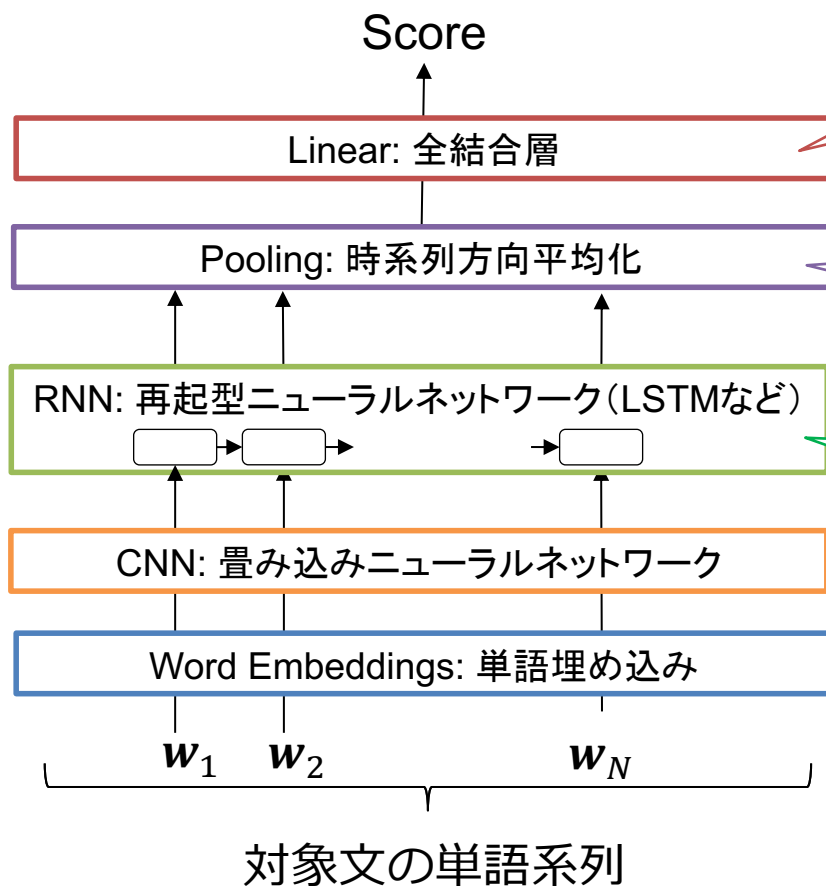 Score
Linear: 全結合層
Pooling: 時系列方向平均化
RNN: 再起型ニューラルネットワーク（LSTMなど）
CNN: 畳み込みニューラルネットワーク
Word Embeddings: 単語埋め込み
w₁ w₂ w_N
対象文の単語系列